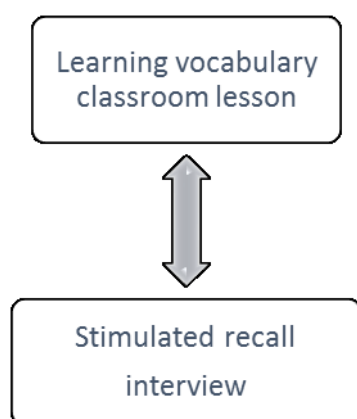 Learning vocabulary
classroom lesson
Stimulated recall
interview